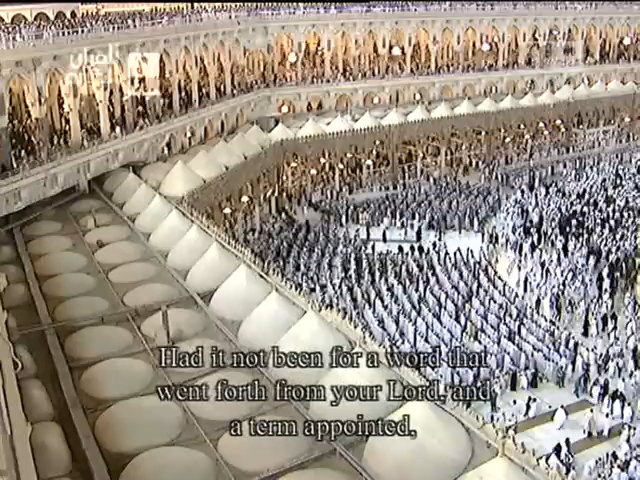 Had it not been for a word that
went forth from your Lord, and
a term appointed,